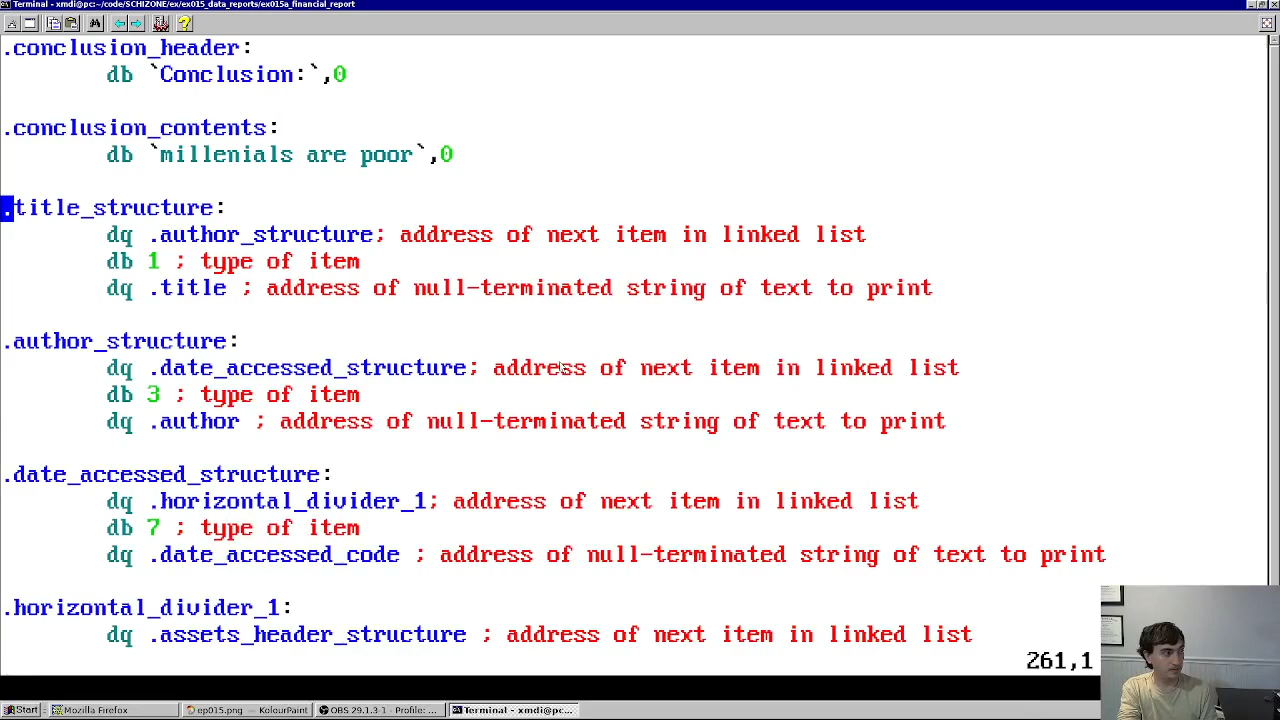 Terminal - xmdi@pc:~/code/SCHIZONE/ex/ex015_data_reports/ex015a_financial_report
.conclusion_header:
db `Conclusion:`,0
.conclusion_contents:
db `millenials are poor`,0
.title_structure:
dq .author_structure; address of next item in linked list
db 1 ; type of item
dq .title ; address of null-terminated string of text to print
.author_structure:
dq .date_accessed_structure; address of next item in linked list
db 3 ; type of item
dq .author ; address of null-terminated string of text to print
.date_accessed_structure:
dq .horizontal_divider_1; address of next item in linked list
db 7 ; type of item
dq .date_accessed_code ; address of null-terminated string of text to print
.horizontal_divider_1:
dq .assets_header_structure ; address of next item in linked list
261,1
Start
Mozilla Firefox
ep015.png — KolourPaint
OBS 29.1.3-1 - Profile: ...
Terminal - xmdi@pc:~...